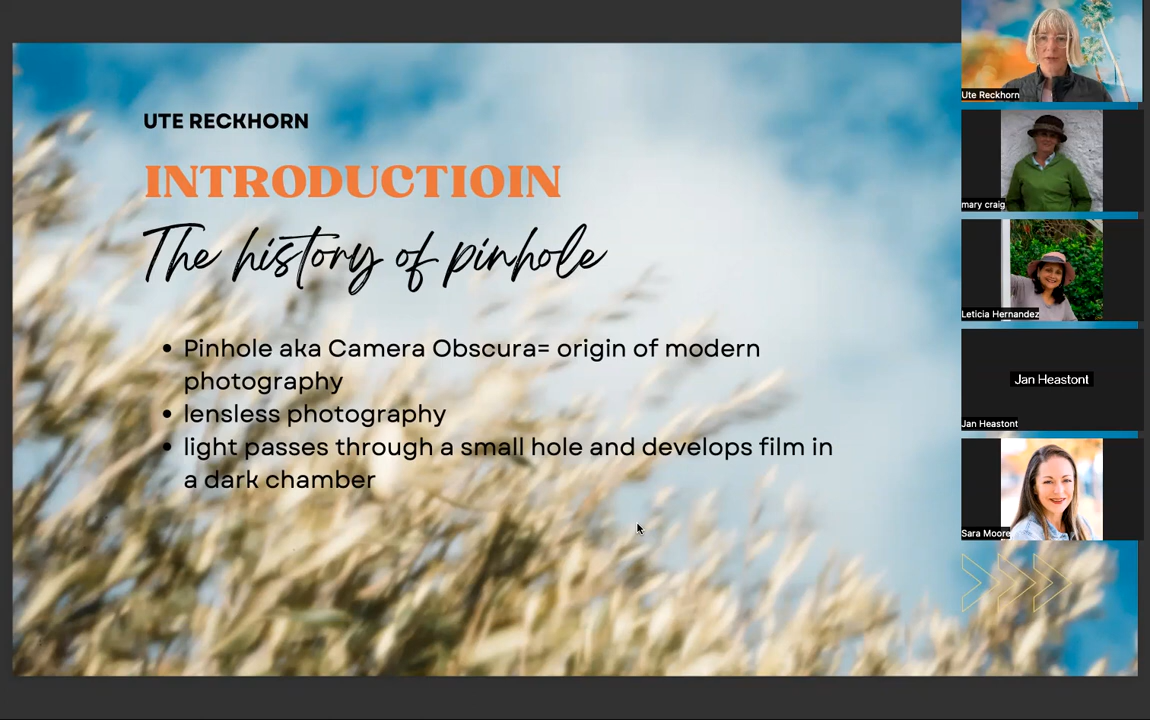 UTE RECKHORN
INTRODUCTIOIN
The history of pinhole
• Pinhole aka Camera Obscura= origin of modern
photography
• lensless photography
• light passes through a small hole and develops film in
a dark chamber
Ute Reckhorn
mary craig
Leticia Hernandez
Jan Heastont
Jan Heastont
Sara Moore